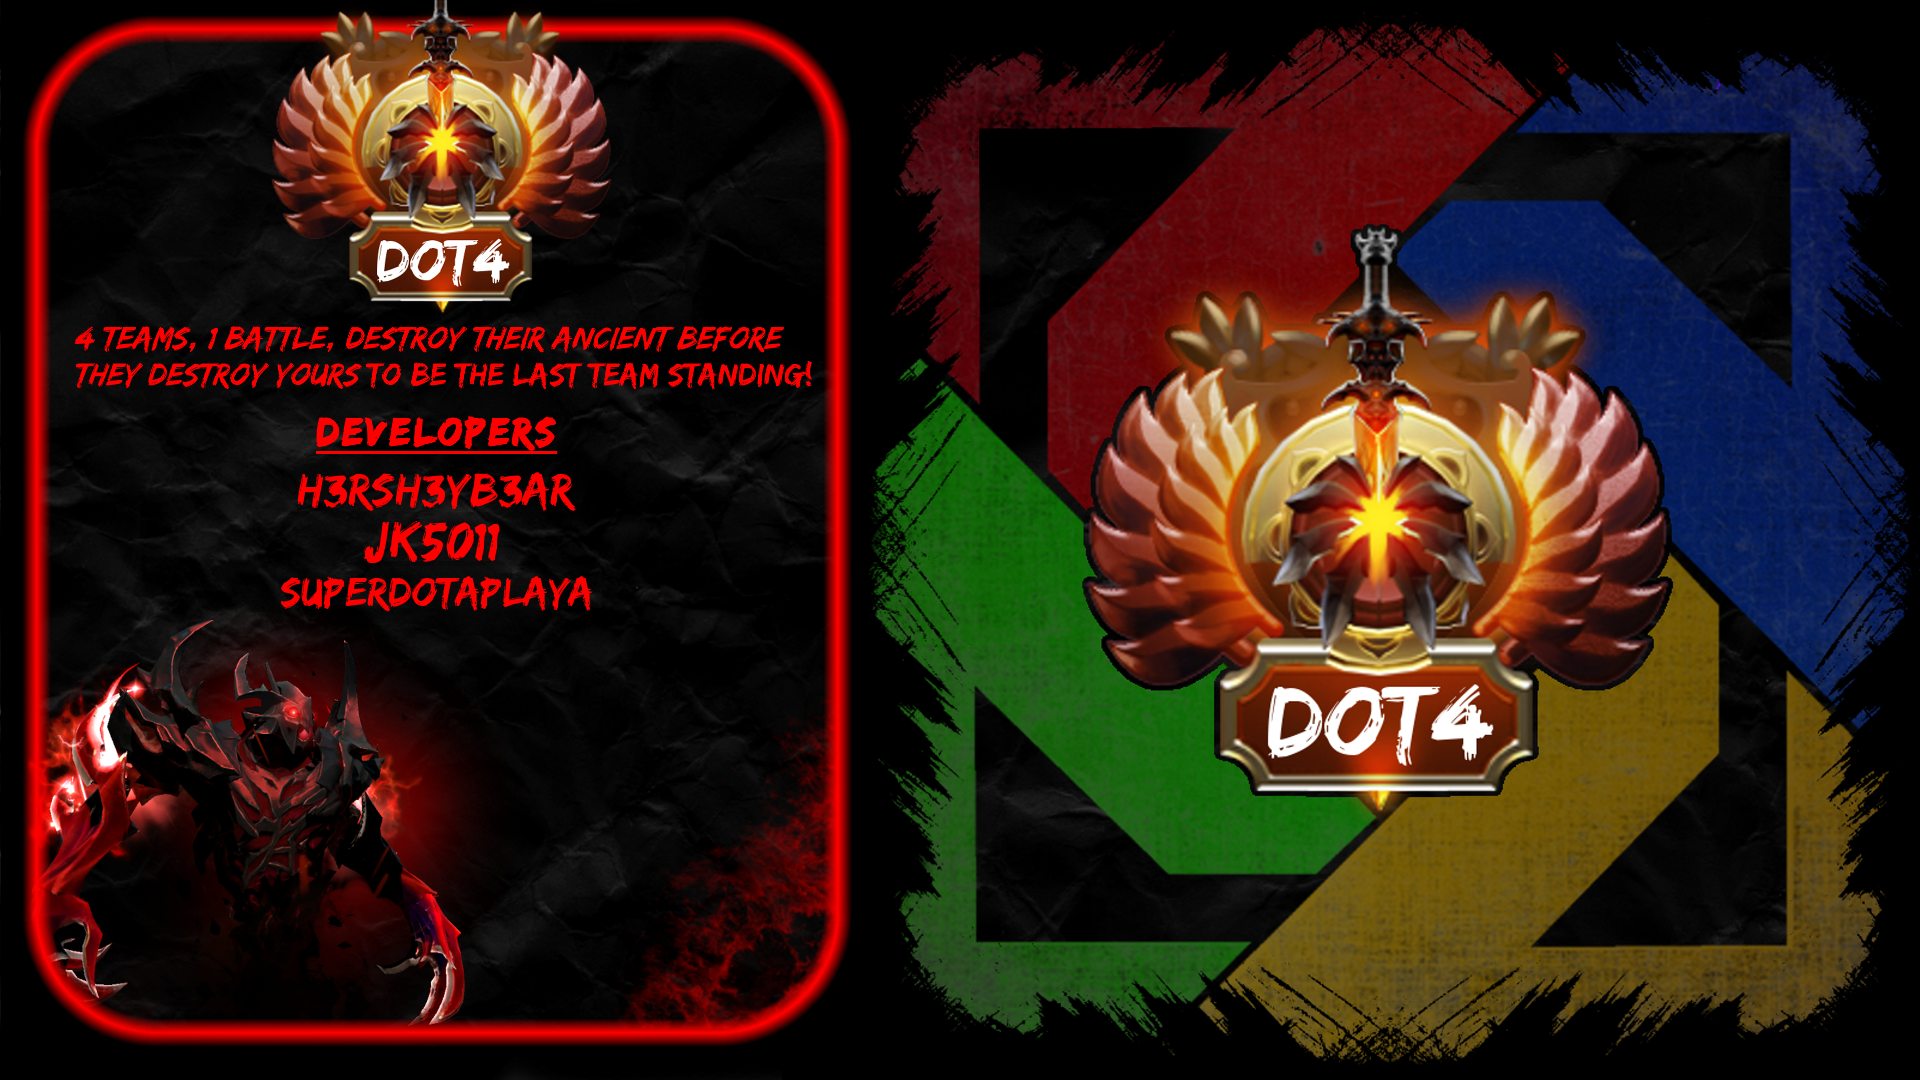 DOT4
4 TEAMS, 1 BATTLE, DESTROY THEIR ANCIENT BEFORE
THEY DESTROY YOURS TO BE THE LAST TEAM STANDING!
DEVELOPERS
H3RSH3YB3AR
JK5011
SUPERDOTAPLAYA
DOT4